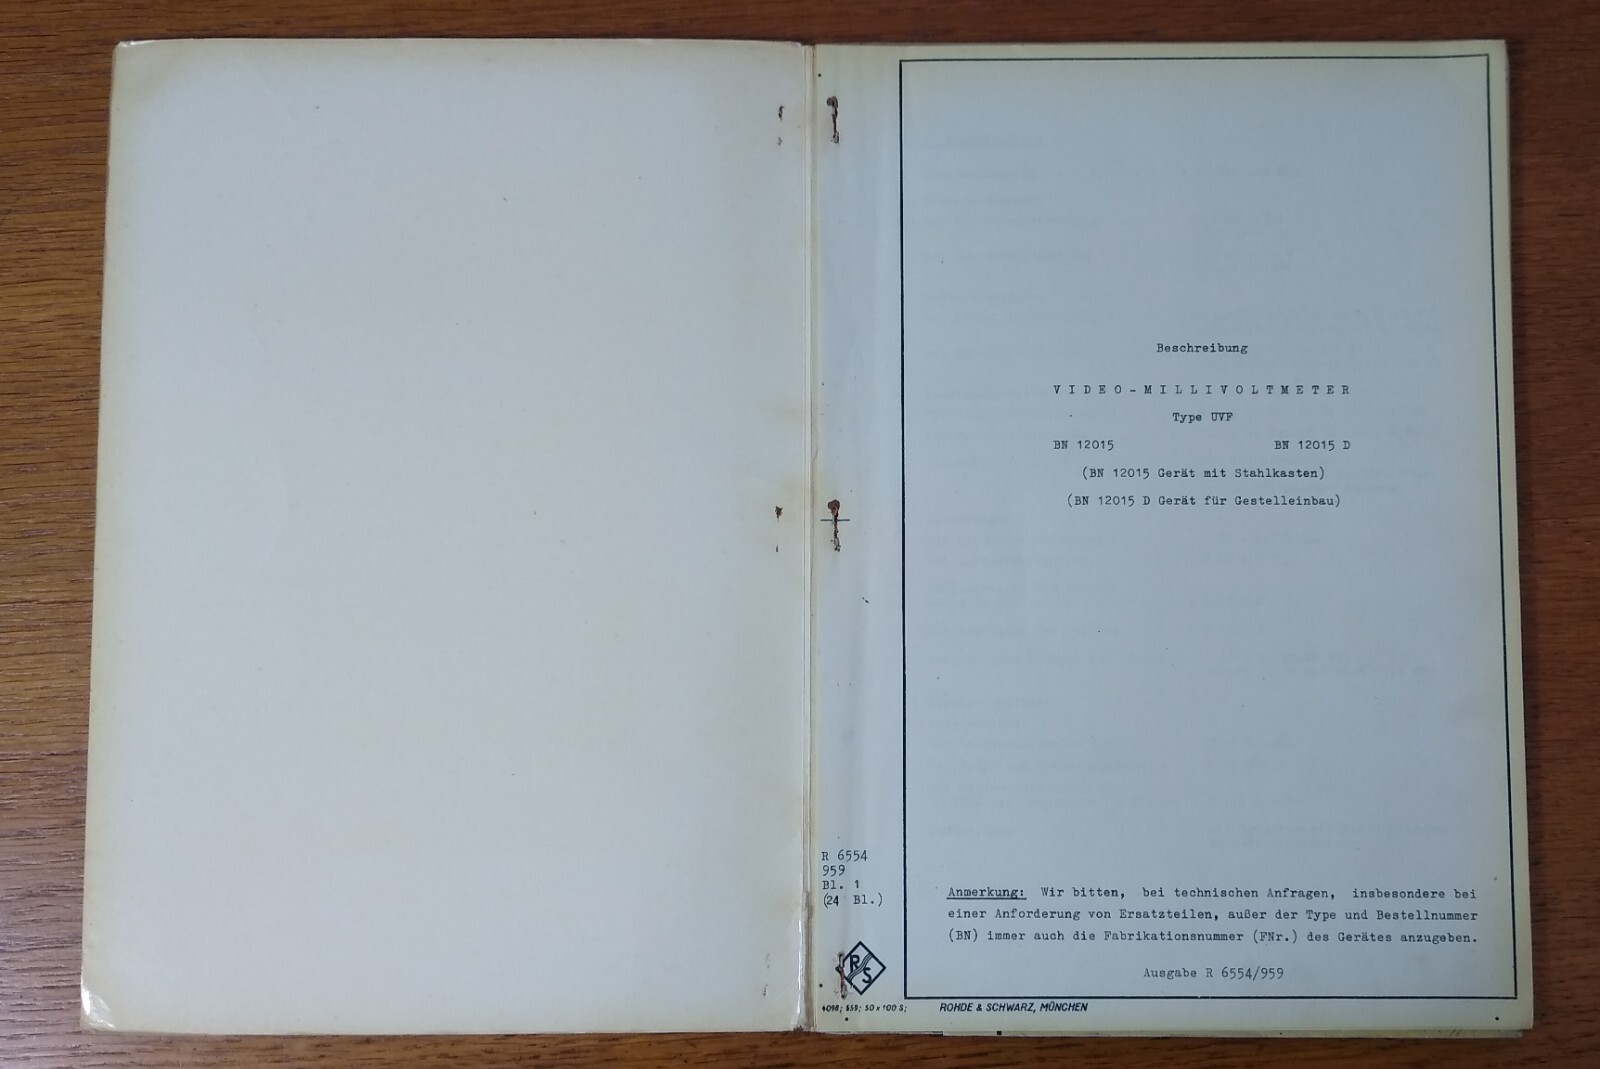 Beschreibung
VIDEO-MILLIVOLTMETER
Type UVF
BN 12015 BN 12015 D
(BN 12015 Gerät mit Stahlkasten)
(BN 12015 D Gerät für Gestelleinbau)
R 6554
959
Bl. 1
(24 Bl.)
Anmerkung: Wir bitten, bei technischen Anfragen, insbesondere bei
einer Anforderung von Ersatzteilen, außer der Type und Bestellnummer
(BN) immer auch die Fabrikationsnummer (FNr.) des Gerätes anzugeben.
Ausgabe R 6554/959
R S
50 x 100 S;
ROHDE & SCHWARZ, MÜNCHEN